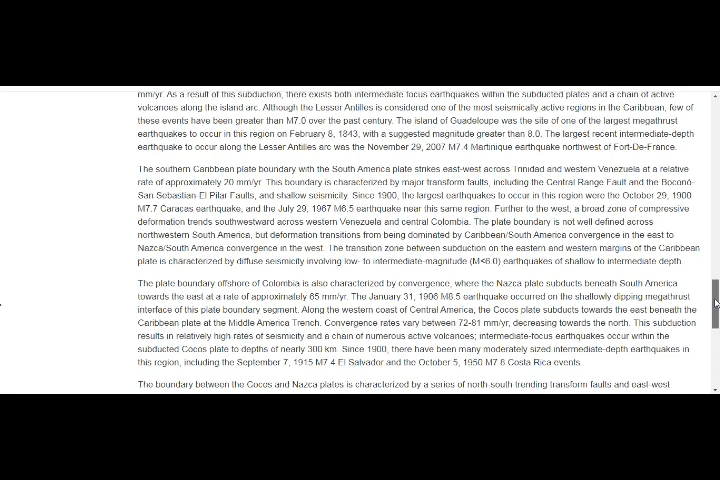 mm/yr. As a result of this subduction, there exists both intermediate focus earthquakes within the subducted plates and a chain of active
volcanoes along the island arc. Although the Lesser Antilles is considered one of the most seismically active regions in the Caribbean, few of
these events have been greater than M7.0 over the past century. The island of Guadeloupe was the site of one of the largest megathrust
earthquakes to occur in this region on February 8, 1843, with a suggested magnitude greater than 8.0. The largest recent intermediate-depth
earthquake to occur along the Lesser Antilles arc was the November 29, 2007 M7.4 Martinique earthquake northwest of Fort-De-France.
The southern Caribbean plate boundary with the South America plate strikes east-west across Trinidad and western Venezuela at a relative
rate of approximately 20 mm/yr. This boundary is characterized by major transform faults, including the Central Range Fault and the Boconó-
San Sebastian-El Pilar Faults, and shallow seismicity. Since 1900, the largest earthquakes to occur in this region were the October 29, 1900
M7.7 Caracas earthquake, and the July 29, 1967 M6.5 earthquake near this same region. Further to the west, a broad zone of compressive
deformation trends southwestward across western Venezuela and central Colombia. The plate boundary is not well defined across
northwestern South America, but deformation transitions from being dominated by Caribbean/South America convergence in the east to
Nazca/South America convergence in the west. The transition zone between subduction on the eastern and western margins of the Caribbean
plate is characterized by diffuse seismicity involving low- to intermediate-magnitude (M<6.0) earthquakes of shallow to intermediate depth.
The plate boundary offshore of Colombia is also characterized by convergence, where the Nazca plate subducts beneath South America
towards the east at a rate of approximately 65 mm/yr. The January 31, 1906 M8.5 earthquake occurred on the shallowly dipping megathrust
interface of this plate boundary segment. Along the western coast of Central America, the Cocos plate subducts towards the east beneath the
Caribbean plate at the Middle America Trench. Convergence rates vary between 72-81 mm/yr, decreasing towards the north. This subduction
results in relatively high rates of seismicity and a chain of numerous active volcanoes; intermediate-focus earthquakes occur within the
subducted Cocos plate to depths of nearly 300 km. Since 1900, there have been many moderately sized intermediate-depth earthquakes in
this region, including the September 7, 1915 M7.4 El Salvador and the October 5, 1950 M7.8 Costa Rica events.
The boundary between the Cocos and Nazca plates is characterized by a series of north-south trending transform faults and east-west